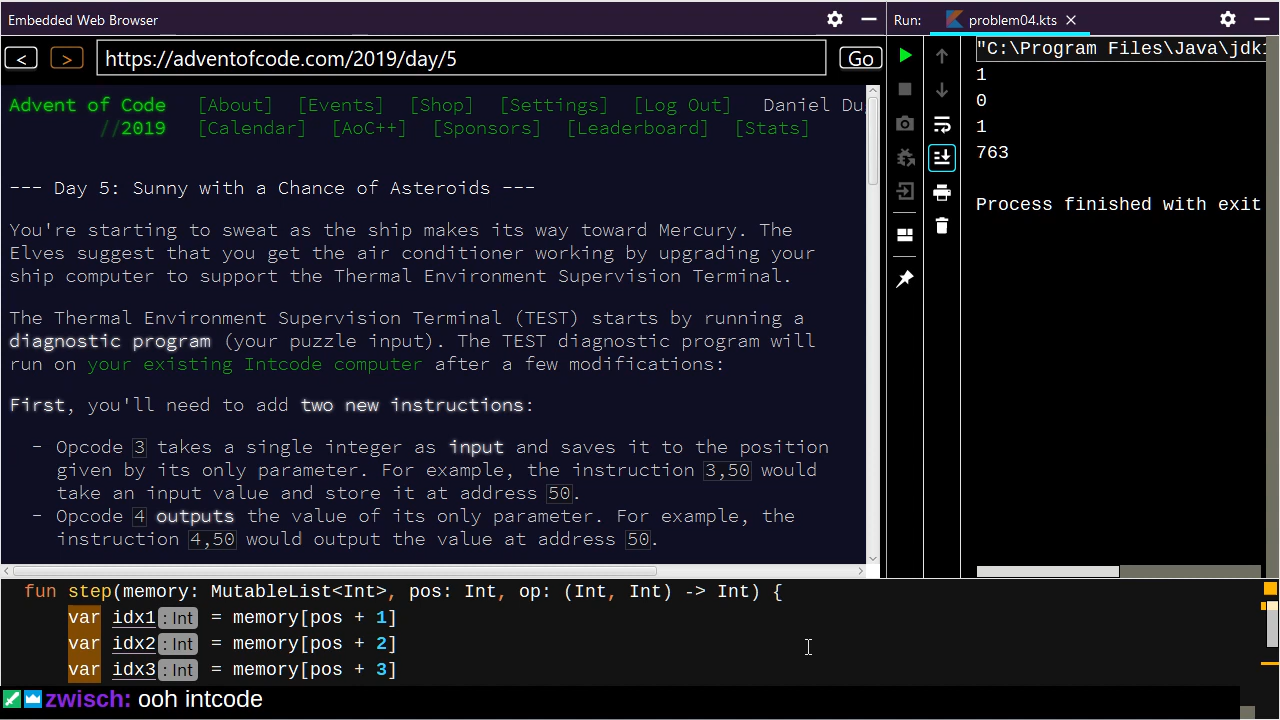 Embedded Web Browser
Run: problem04.kts
< > https://adventofcode.com/2019/day/5 Go
Advent of Code [About] [Events] [Shop] [Settings] [Log Out] Daniel Du
//2019 [Calendar] [AoC++] [Sponsors] [Leaderboard] [Stats]
--- Day 5: Sunny with a Chance of Asteroids ---
You're starting to sweat as the ship makes its way toward Mercury. The
Elves suggest that you get the air conditioner working by upgrading your
ship computer to support the Thermal Environment Supervision Terminal.
The Thermal Environment Supervision Terminal (TEST) starts by running a
diagnostic program (your puzzle input). The TEST diagnostic program will
run on your existing Intcode computer after a few modifications:
First, you'll need to add two new instructions:
- Opcode 3 takes a single integer as input and saves it to the position
given by its only parameter. For example, the instruction 3,50 would
take an input value and store it at address 50.
- Opcode 4 outputs the value of its only parameter. For example, the
instruction 4,50 would output the value at address 50.
"C:\Program Files\Java\jdk
1
0
1
763
Process finished with exit
fun step(memory: MutableList<Int>, pos: Int, op: (Int, Int) -> Int) {
var idx1 : Int = memory[pos + 1]
var idx2 : Int = memory[pos + 2]
var idx3 : Int = memory[pos + 3]
zwisch: ooh intcode